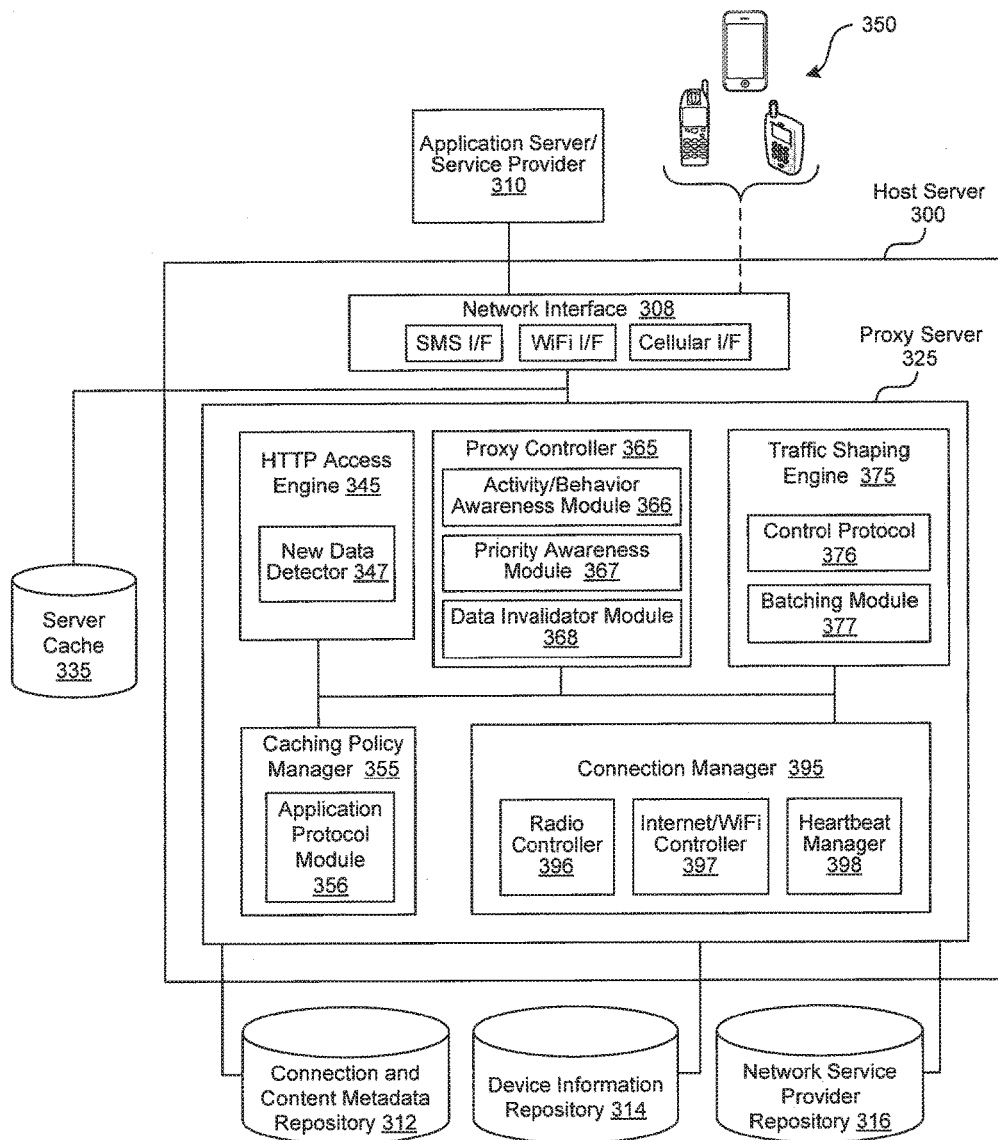 350
Application Server/
Service Provider
310
Host Server
300
Network Interface 308
SMS I/F
WiFi I/F
Cellular I/F
Proxy Server
325
HTTP Access
Engine 345
New Data
Detector 347
Proxy Controller 365
Activity/Behavior
Awareness Module 366
Priority Awareness
Module 367
Data Invalidator Module
368
Traffic Shaping
Engine 375
Control Protocol
376
Batching Module
377
Server
Cache
335
Caching Policy
Manager 355
Application
Protocol
Module
356
Connection Manager 395
Radio
Controller
396
Internet/WiFi
Controller
397
Heartbeat
Manager
398
Connection and
Content Metadata
Repository 312
Device Information
Repository 314
Network Service
Provider
Repository 316